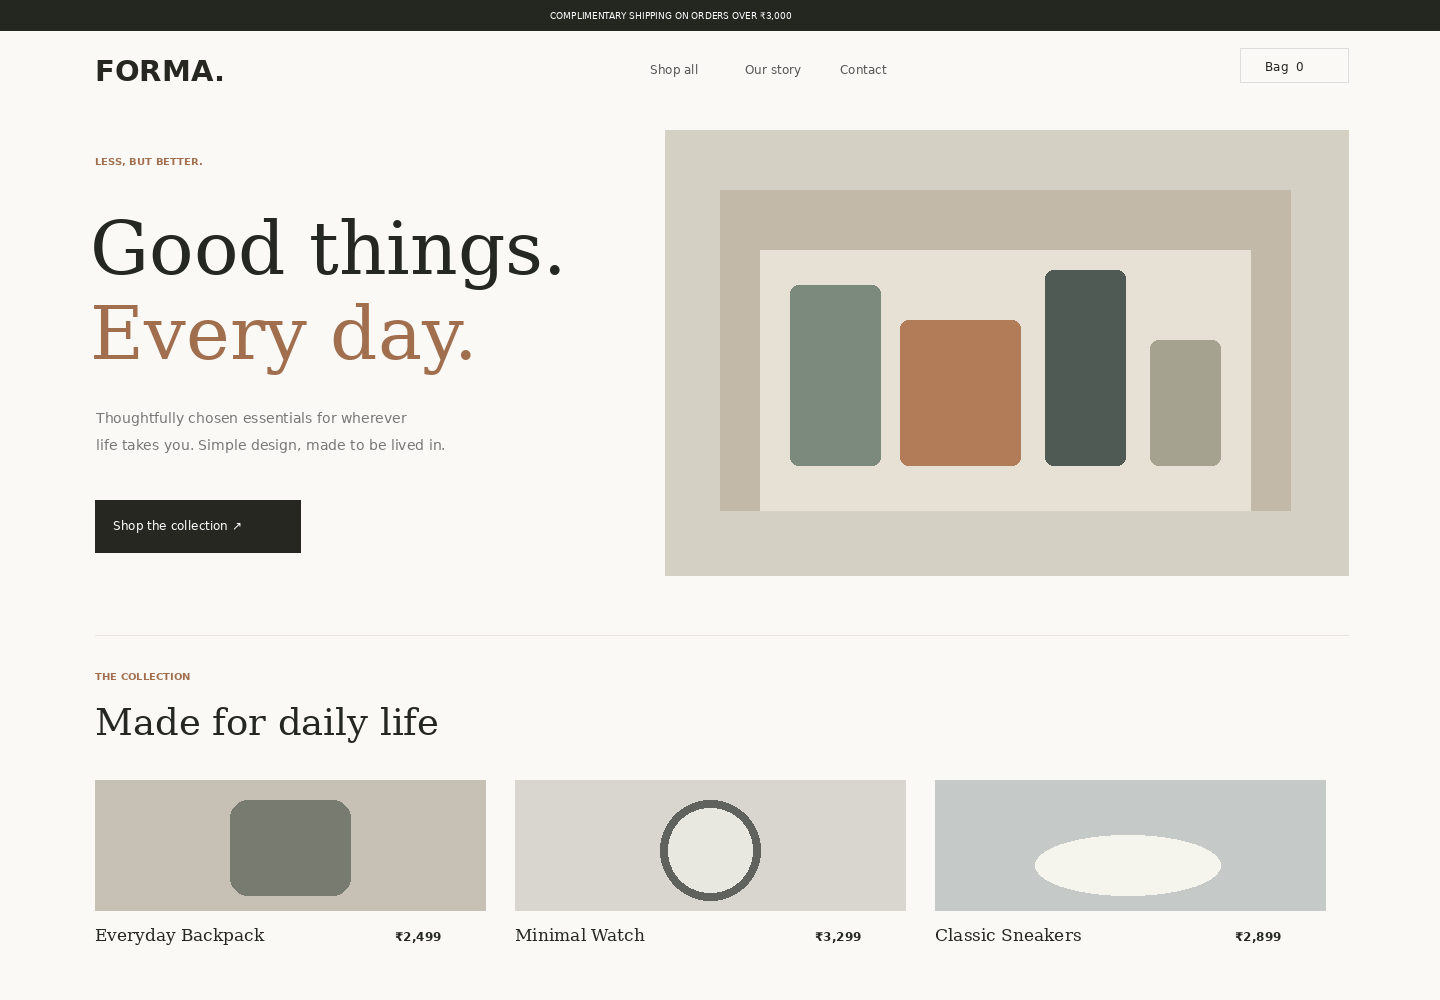 COMPLIMENTARY SHIPPING ON ORDERS OVER ₹3,000
FORMA.
Shop all
Our story
Contact
Bag 0
LESS, BUT BETTER.
Good things.
Every day.
Thoughtfully chosen essentials for wherever
life takes you. Simple design, made to be lived in.
Shop the collection ↗
THE COLLECTION
Made for daily life
Everyday Backpack
₹2,499
Minimal Watch
₹3,299
Classic Sneakers
₹2,899